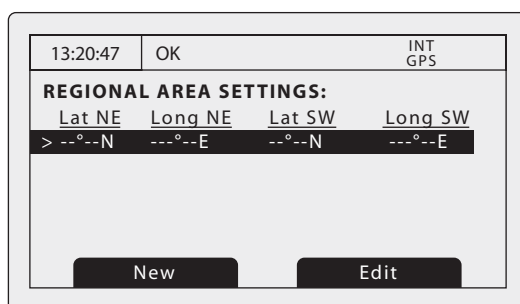 13:20:47 OK INT
GPS
REGIONAL AREA SETTINGS:
Lat NE Long NE Lat SW Long SW
> --°--N ---°--E --°--N ---°--E
New Edit